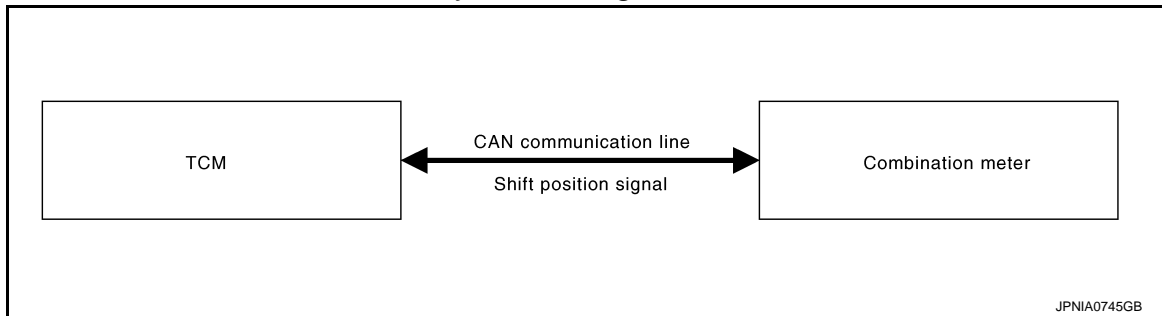 TCM
CAN communication line
Shift position signal
Combination meter
JPNIA0745GB